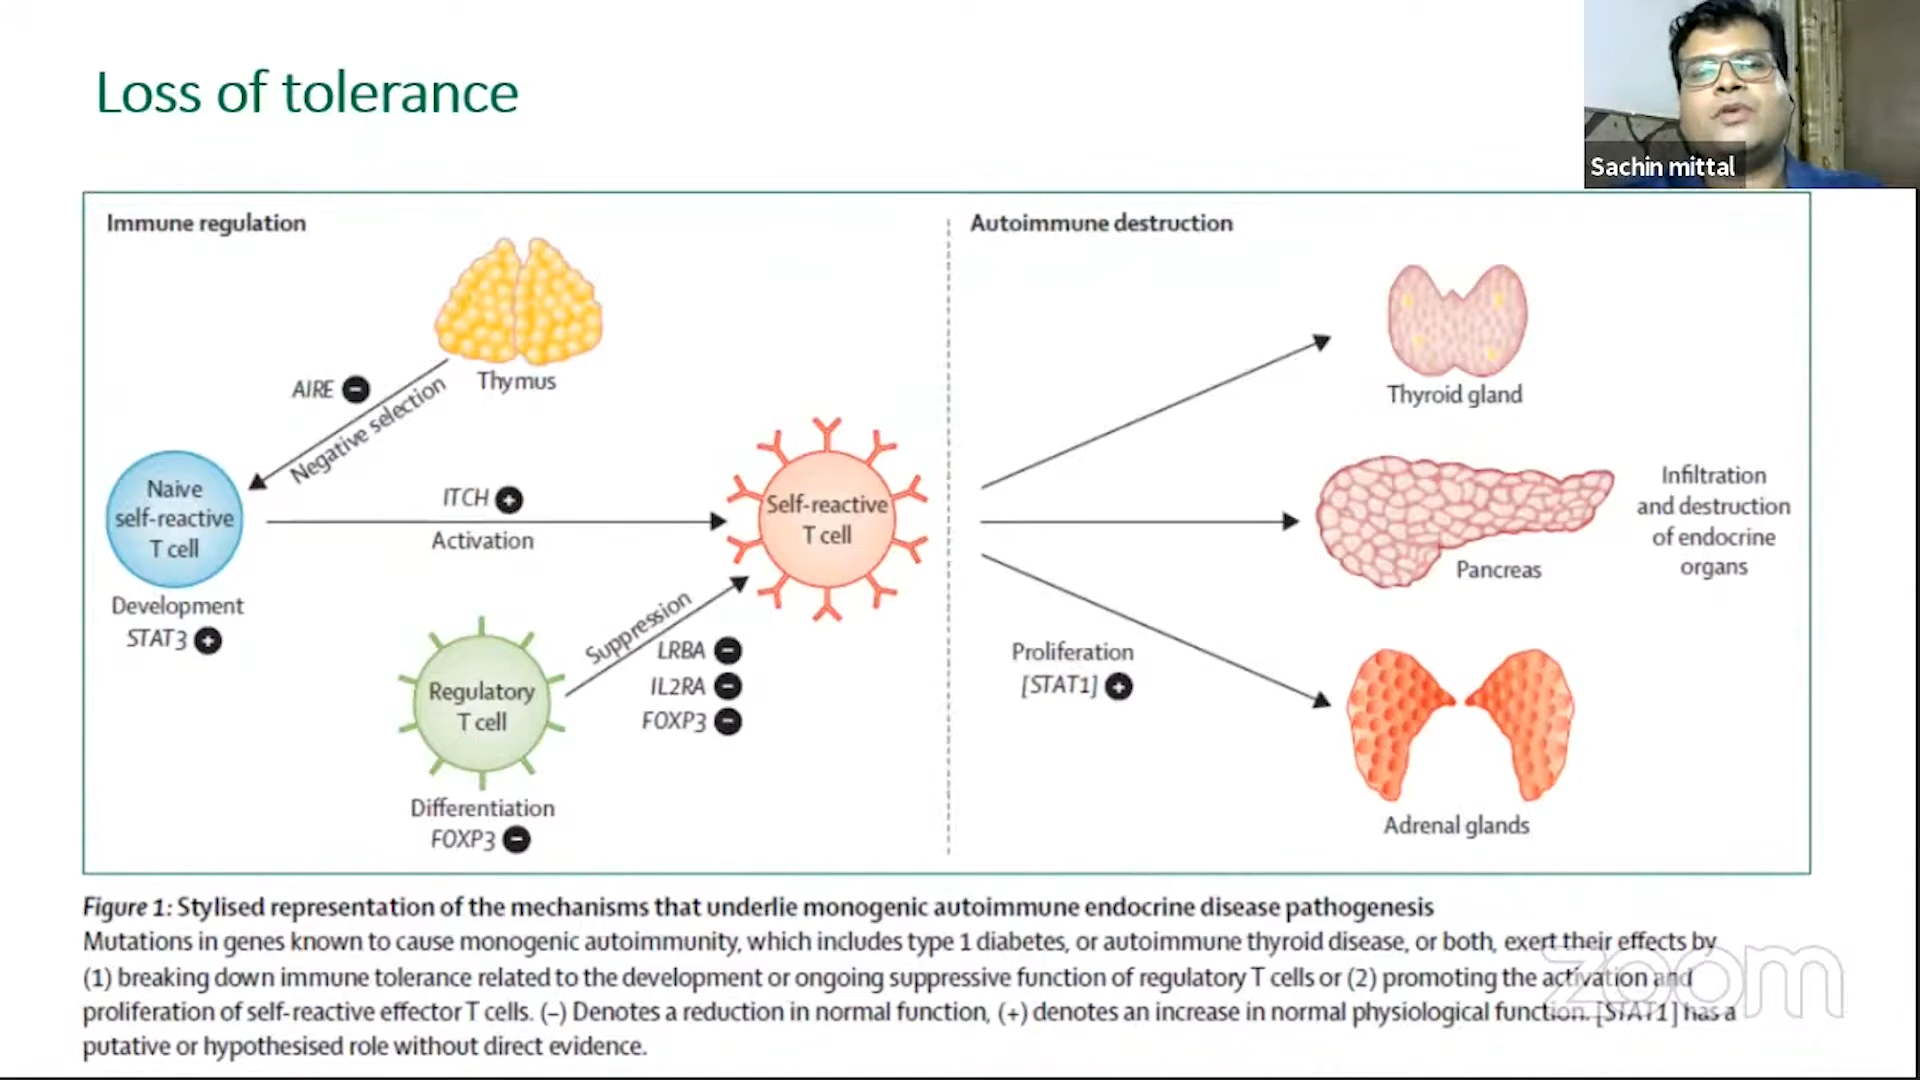 Loss of tolerance
Sachin mittal
Immune regulation
Thymus
AIRE −
Negative selection
Naive
self-reactive
T cell
Development
STAT3 +
ITCH +
Activation
Self-reactive
T cell
Suppression
LRBA −
IL2RA −
FOXP3 −
Regulatory
T cell
Differentiation
FOXP3 −
Autoimmune destruction
Thyroid gland
Pancreas
Infiltration
and destruction
of endocrine
organs
Proliferation
[STAT1] +
Adrenal glands
Figure 1: Stylised representation of the mechanisms that underlie monogenic autoimmune endocrine disease pathogenesis
Mutations in genes known to cause monogenic autoimmunity, which includes type 1 diabetes, or autoimmune thyroid disease, or both, exert their effects by
(1) breaking down immune tolerance related to the development or ongoing suppressive function of regulatory T cells or (2) promoting the activation and
proliferation of self-reactive effector T cells. (−) Denotes a reduction in normal function, (+) denotes an increase in normal physiological function. [STAT1] has a
putative or hypothesised role without direct evidence.
zoom